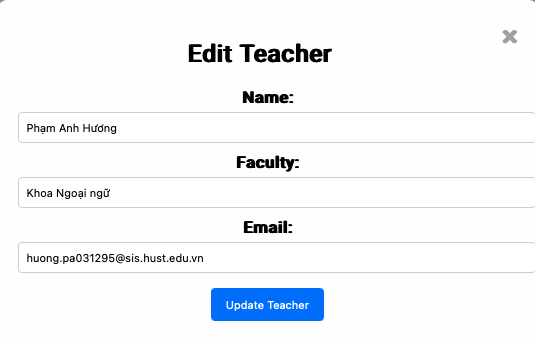 Edit Teacher
Name:
Phạm Anh Hương
Faculty:
Khoa Ngoại ngữ
Email:
huong.pa031295@sis.hust.edu.vn
Update Teacher